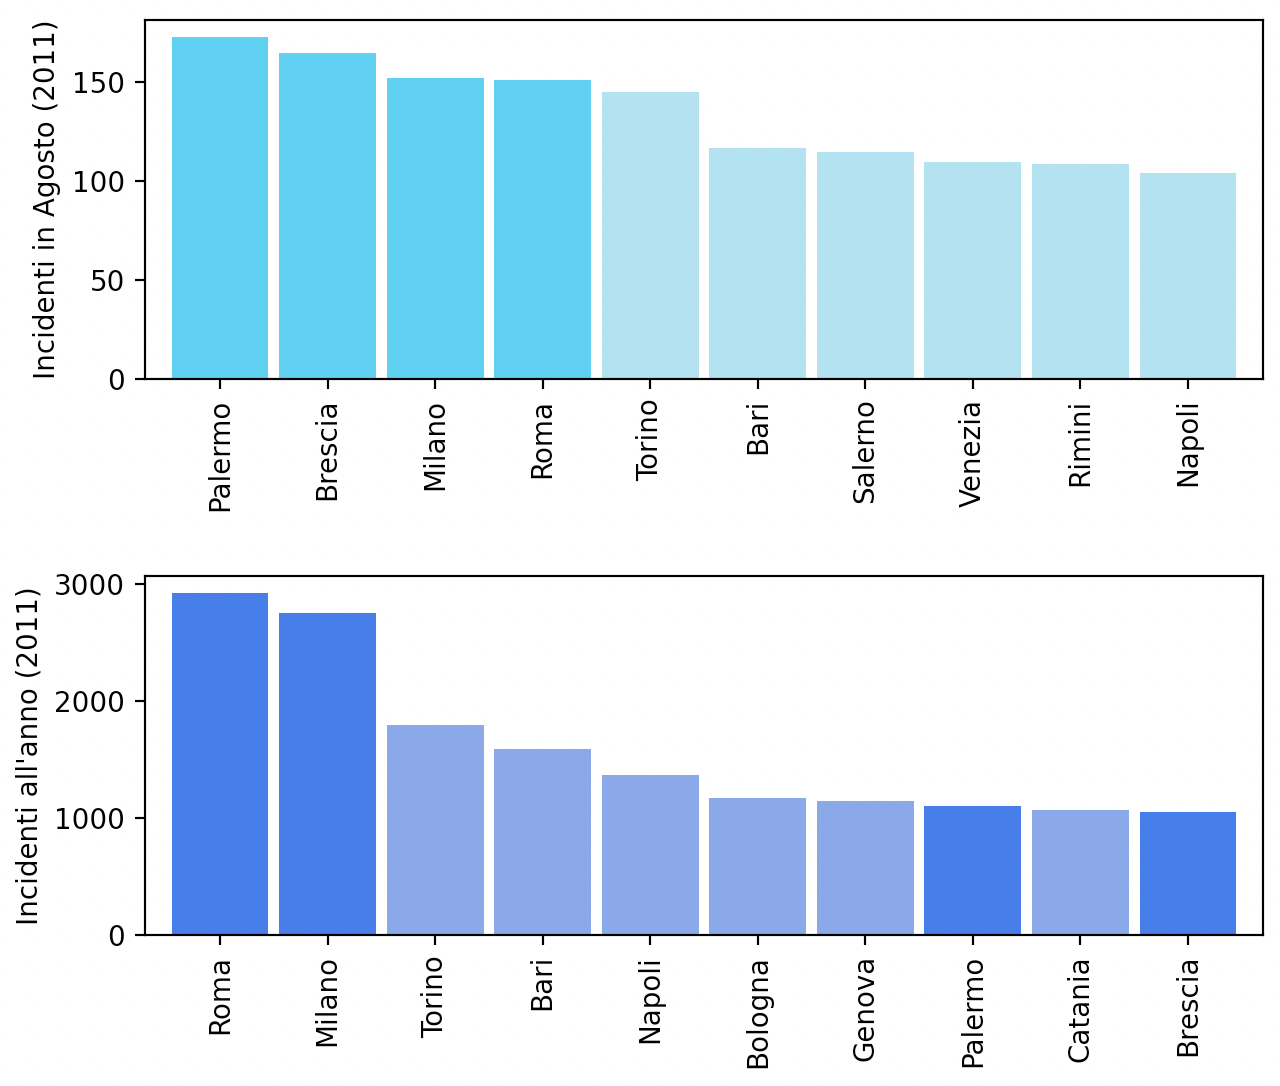 Incidenti in Agosto (2011)
150
100
50
0
Palermo
Brescia
Milano
Roma
Torino
Bari
Salerno
Venezia
Rimini
Napoli
Incidenti all'anno (2011)
3000
2000
1000
0
Roma
Milano
Torino
Bari
Napoli
Bologna
Genova
Palermo
Catania
Brescia